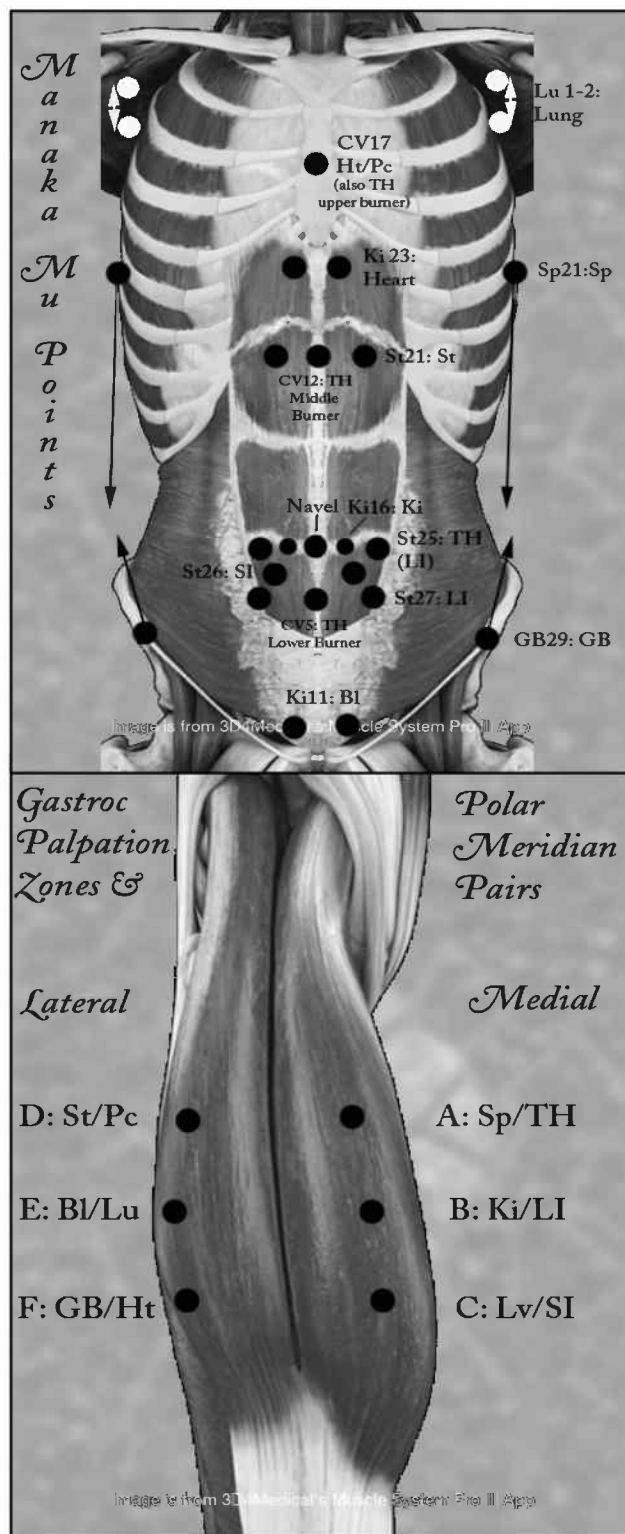 Manaka
Mu
Points
Lu 1-2:
Lung
CV17
Ht/Pc
(also TH
upper burner)
Ki 23:
Heart
Sp21:Sp
St21: St
CV12: TH
Middle
Burner
Navel
Ki16: Ki
St25: TH
(LI)
St26: SI
St27: LI
CV5: TH
Lower Burner
GB29: GB
Ki11: Bl
Image is from 3D4Medical's Muscle System Pro II App
Gastroc
Palpation
Zones &
Polar
Meridian
Pairs
Lateral
Medial
D: St/Pc
A: Sp/TH
E: Bl/Lu
B: Ki/LI
F: GB/Ht
C: Lv/SI
Image is from 3D4Medical's Muscle System Pro II App